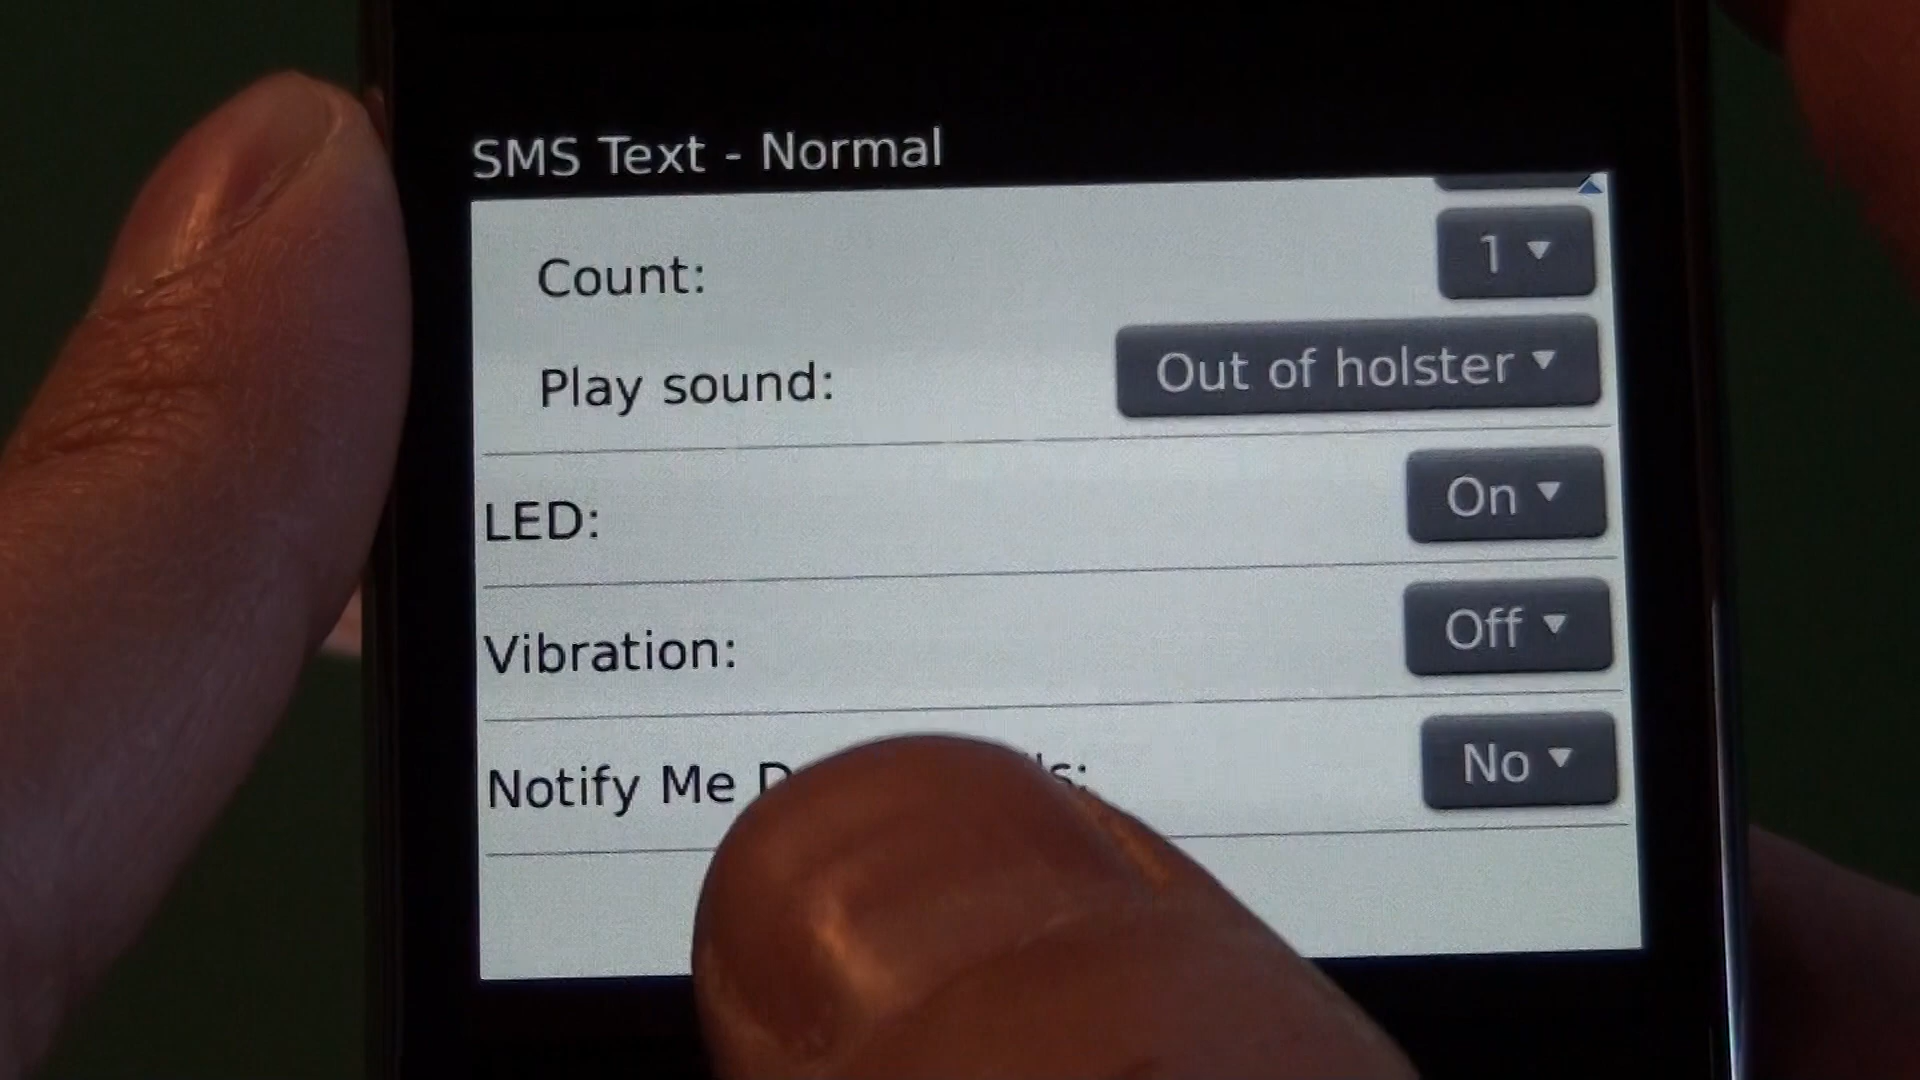 SMS Text - Normal
Count: 1 ▼
Play sound: Out of holster ▼
LED: On ▼
Vibration: Off ▼
Notify Me No ▼